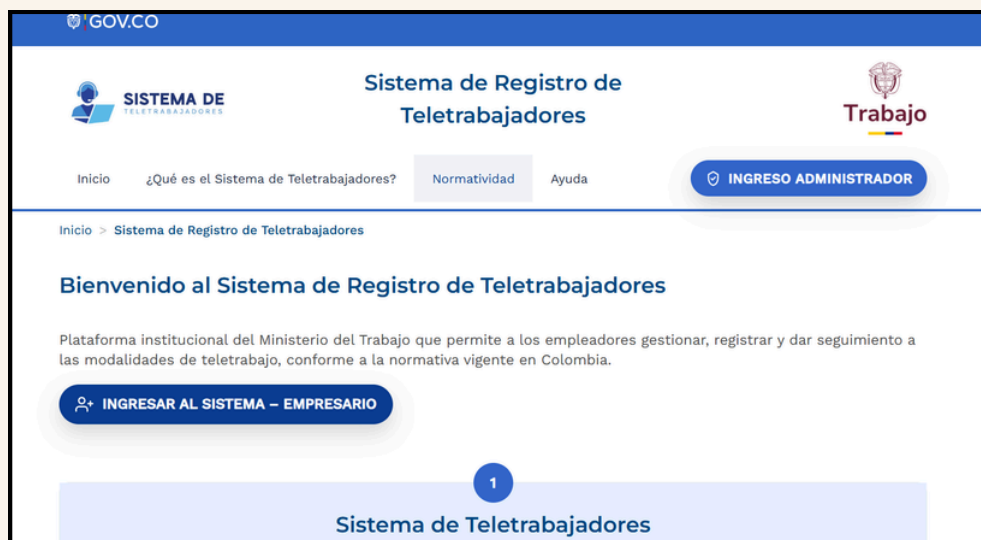 GOV.CO
SISTEMA DE
TELETRABAJADORES
Sistema de Registro de
Teletrabajadores
Trabajo
Inicio ¿Qué es el Sistema de Teletrabajadores? Normatividad Ayuda INGRESO ADMINISTRADOR
Inicio > Sistema de Registro de Teletrabajadores
Bienvenido al Sistema de Registro de Teletrabajadores
Plataforma institucional del Ministerio del Trabajo que permite a los empleadores gestionar, registrar y dar seguimiento a
las modalidades de teletrabajo, conforme a la normativa vigente en Colombia.
INGRESAR AL SISTEMA – EMPRESARIO
1
Sistema de Teletrabajadores